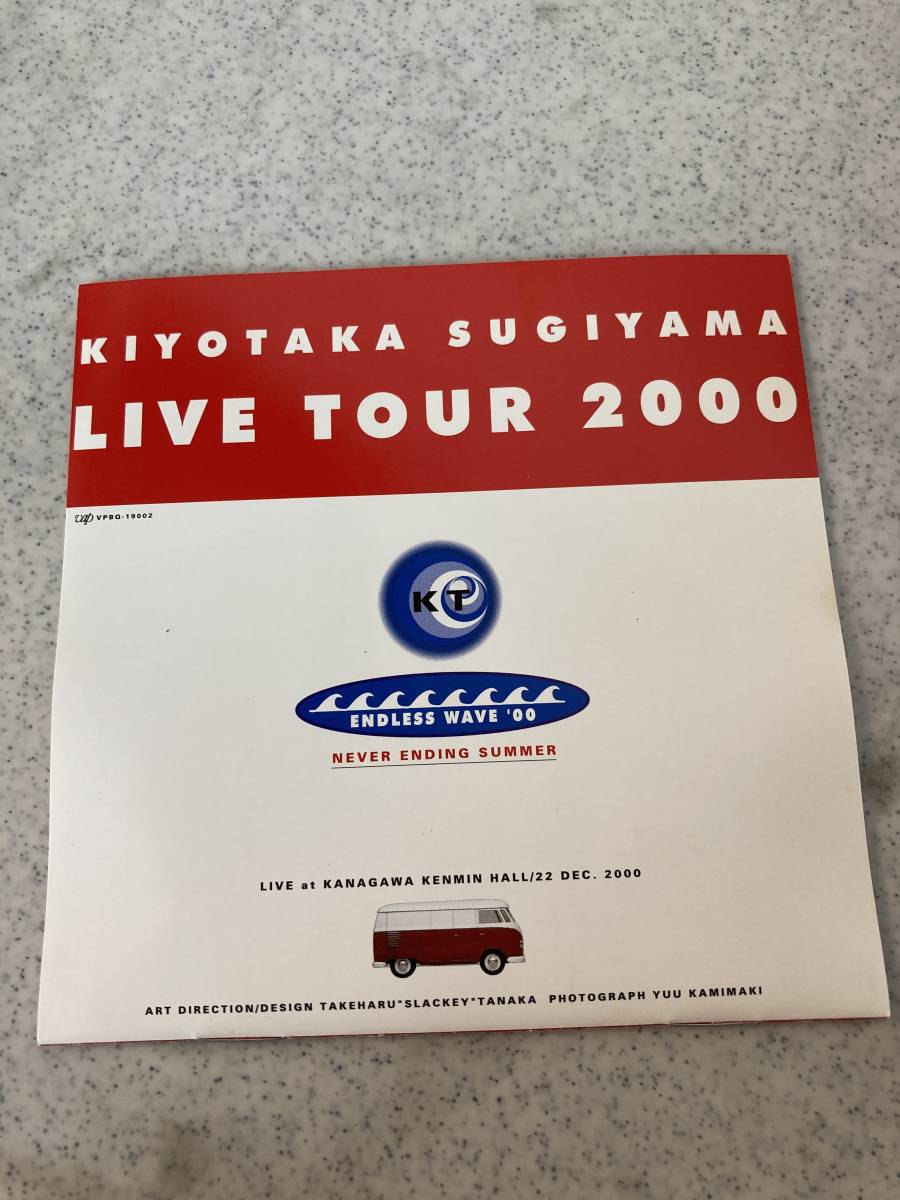 KIYOTAKA SUGIYAMA
LIVE TOUR 2000
vap VPBQ-19002
KT
ENDLESS WAVE '00
NEVER ENDING SUMMER
LIVE at KANAGAWA KENMIN HALL/22 DEC. 2000
ART DIRECTION/DESIGN TAKEHARU"SLACKEY"TANAKA PHOTOGRAPH YUU KAMIMAKI